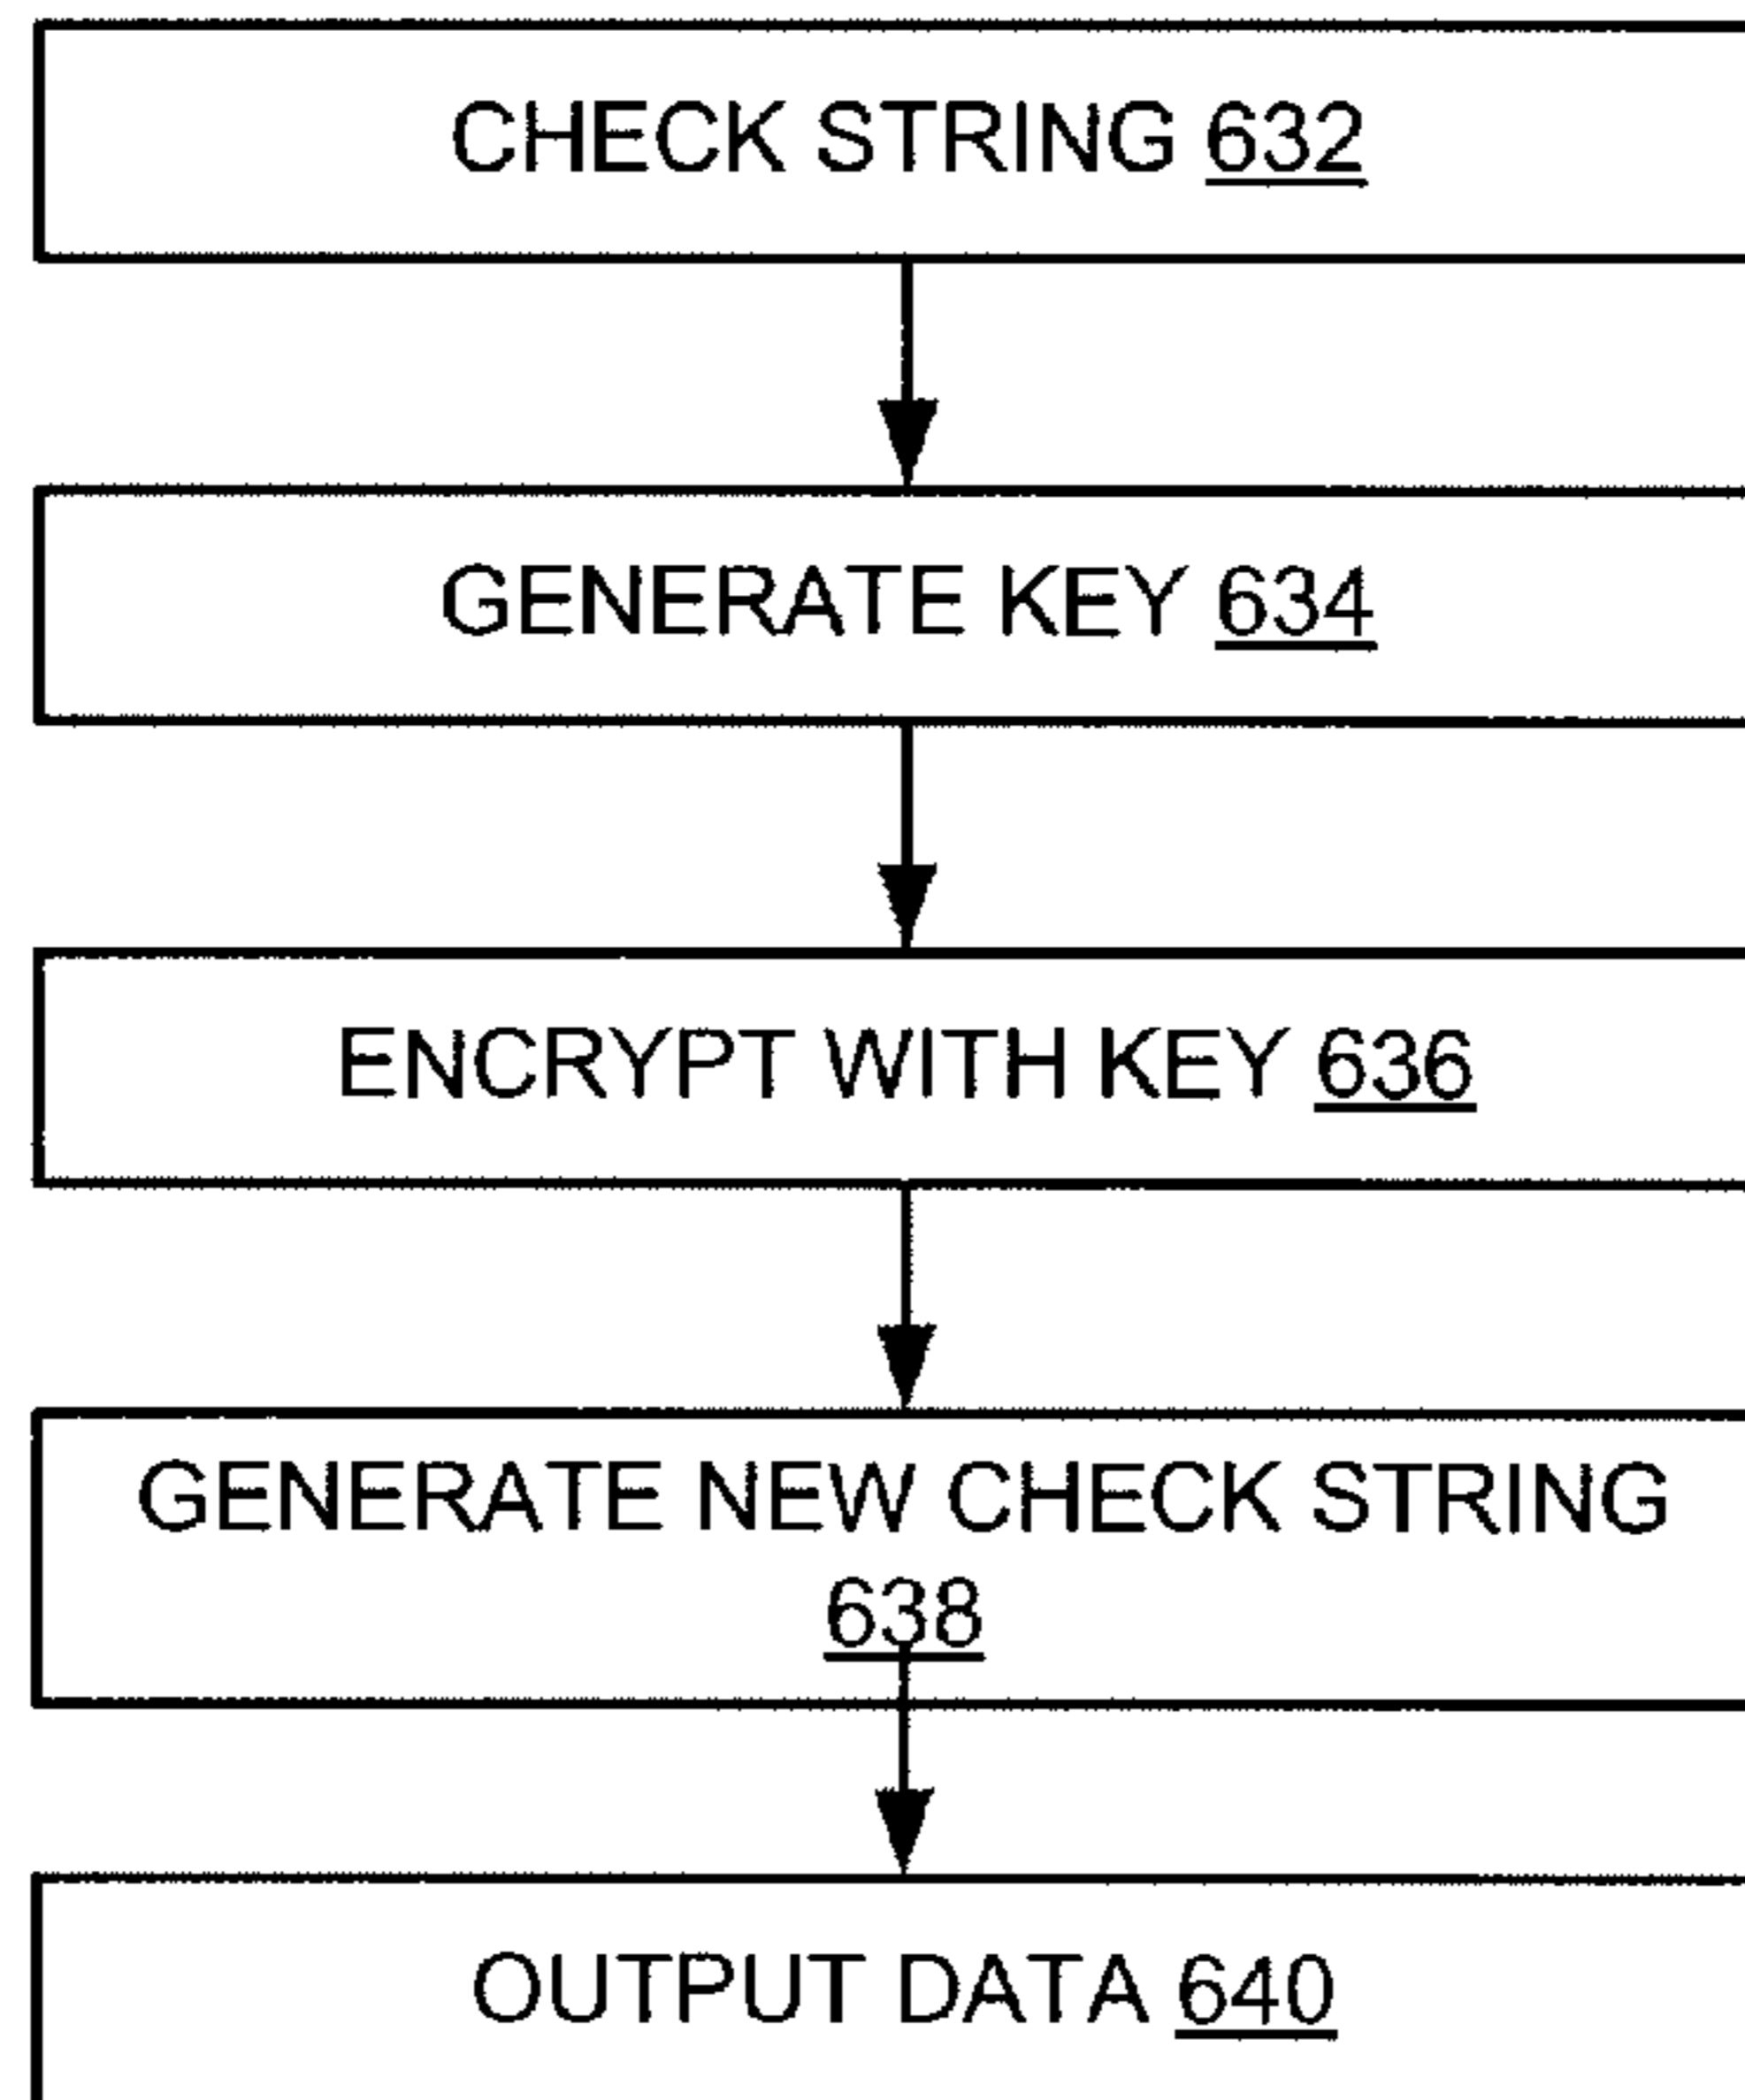 CHECK STRING 632
GENERATE KEY 634
ENCRYPT WITH KEY 636
GENERATE NEW CHECK STRING
638
OUTPUT DATA 640